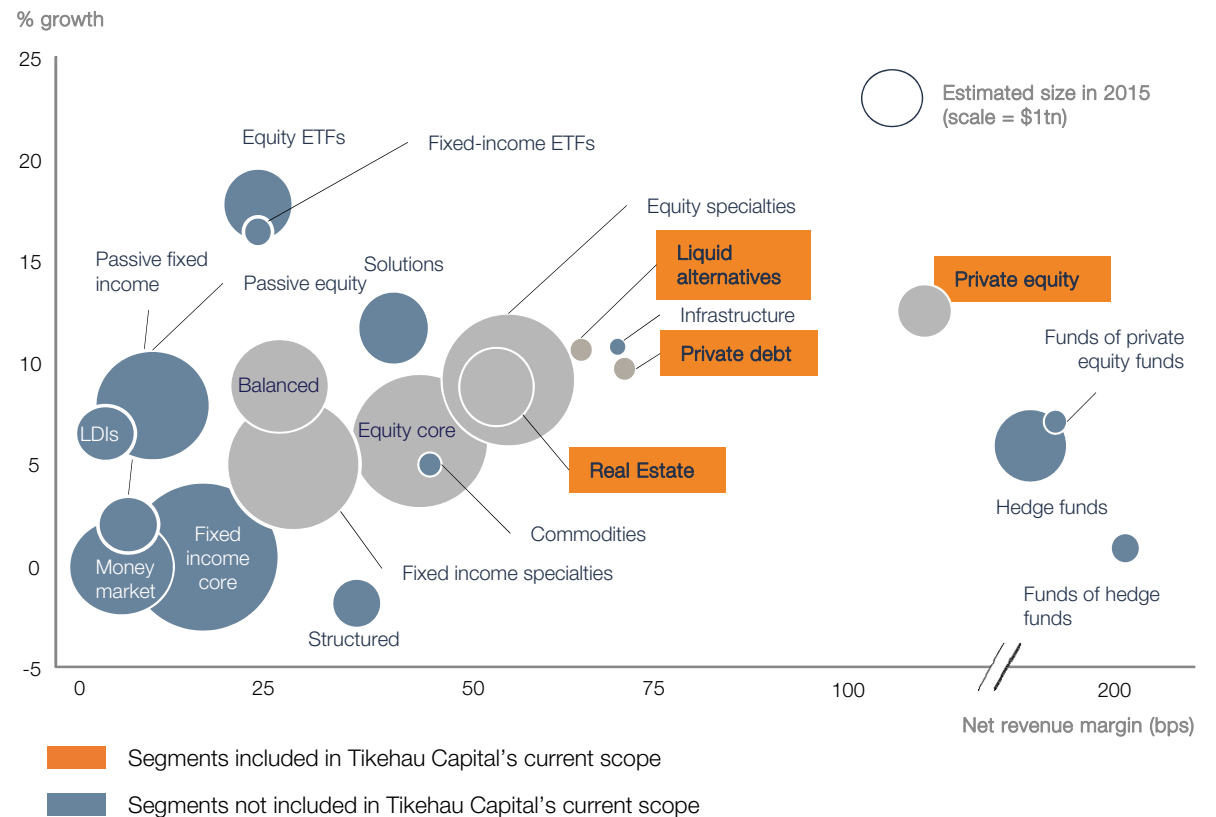 % growth
25
Estimated size in 2015
(scale = $1tn)
Equity ETFs
Fixed-income ETFs
20
Equity specialties
Liquid
alternatives
15
Passive fixed
income
Solutions
Passive equity
Private equity
Infrastructure
Funds of private
equity funds
Private debt
10
Balanced
Equity core
LDIs
5
Real Estate
Hedge funds
Commodities
Fixed
income
core
0
Money
market
Fixed income specialties
Funds of hedge
funds
Structured
-5
0
25
50
75
100
200
Net revenue margin (bps)
Segments included in Tikehau Capital's current scope
Segments not included in Tikehau Capital's current scope